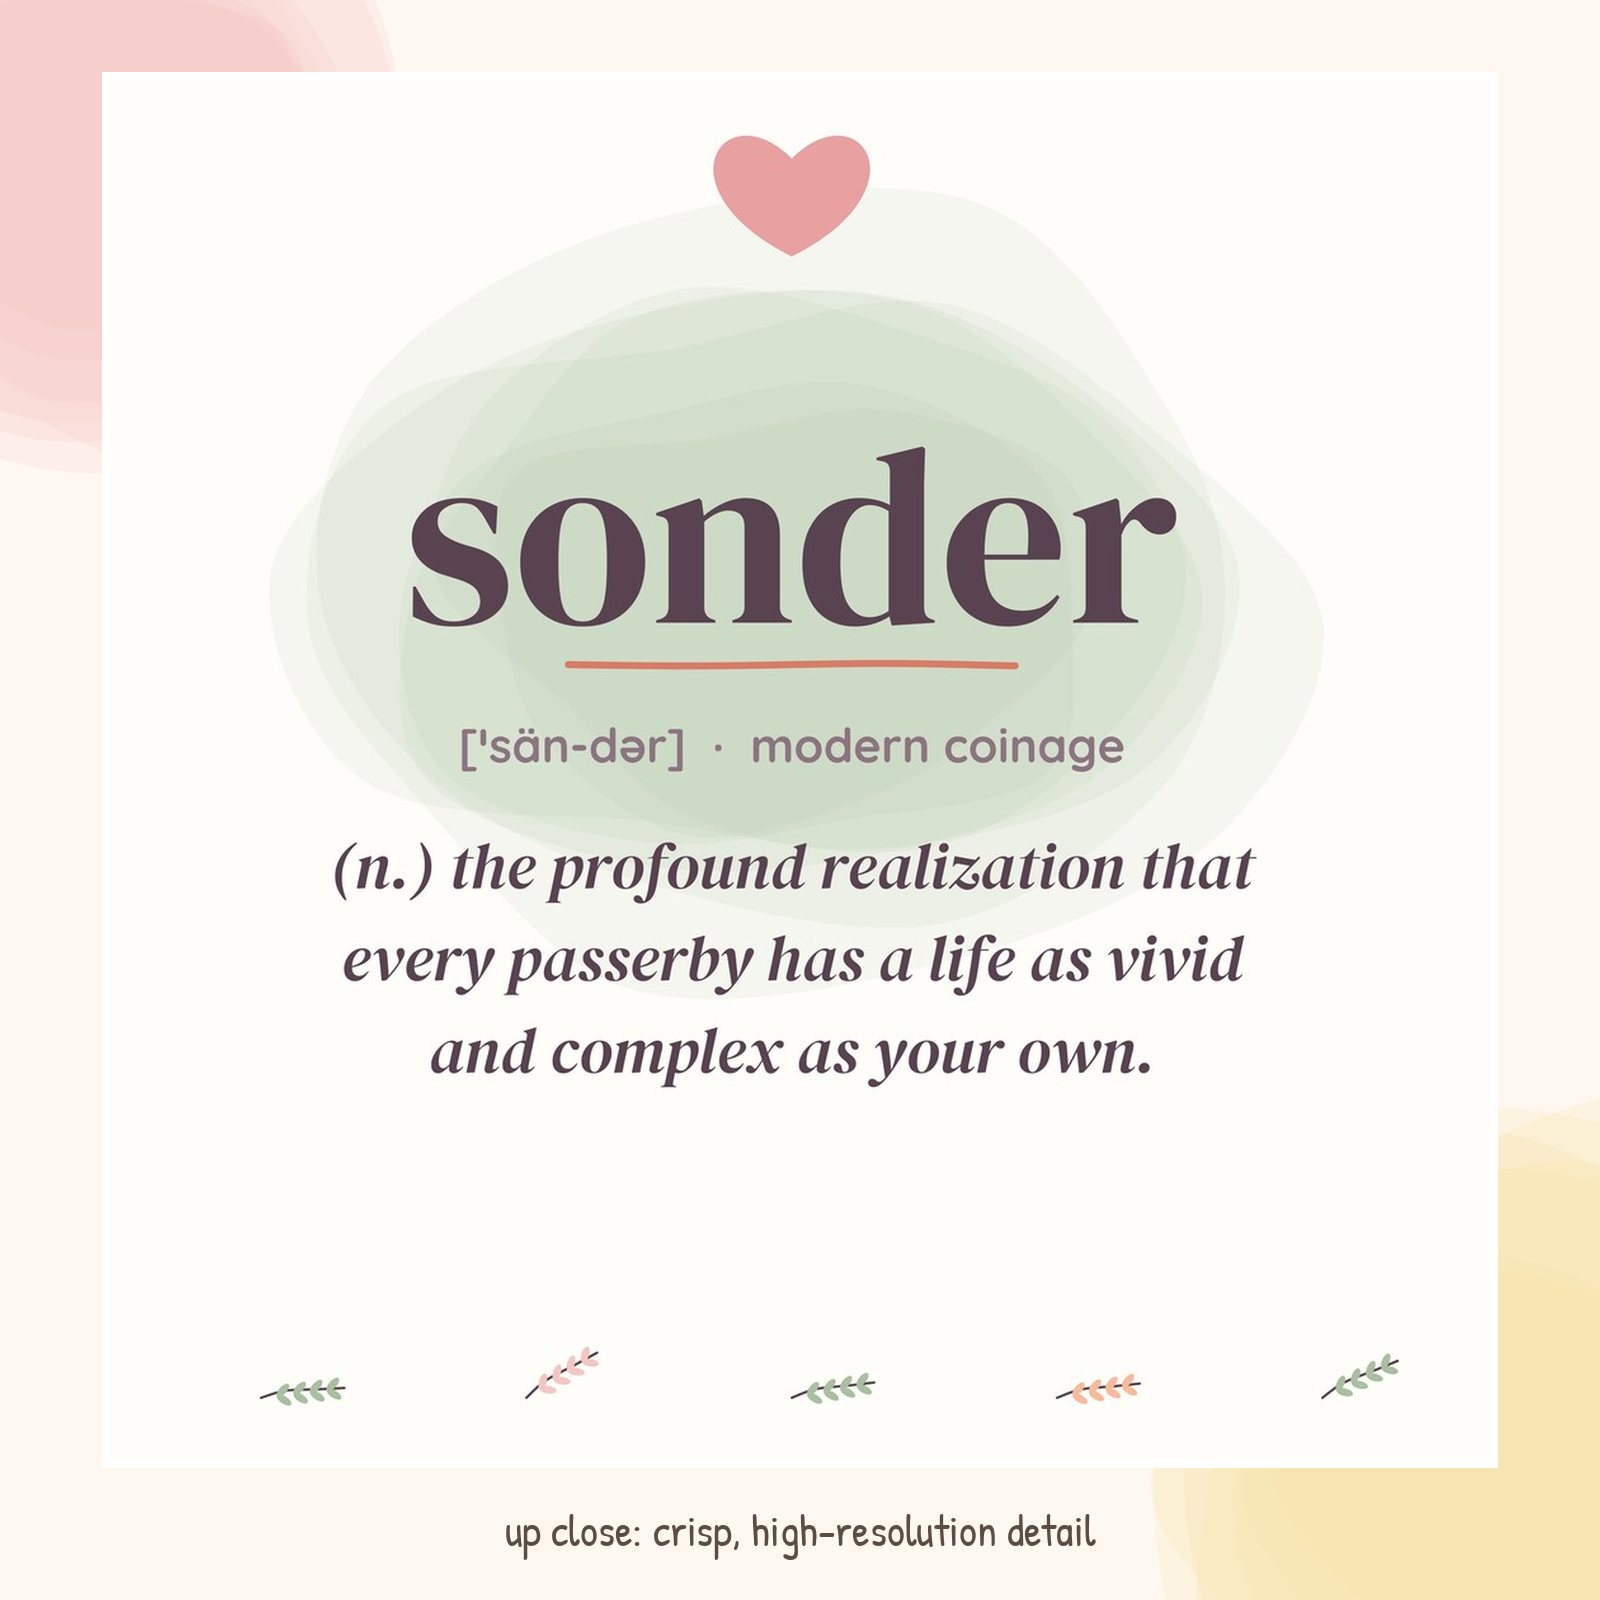 sonder
[ˈsän-dər] · modern coinage
(n.) the profound realization that
every passerby has a life as vivid
and complex as your own.
up close: crisp, high-resolution detail